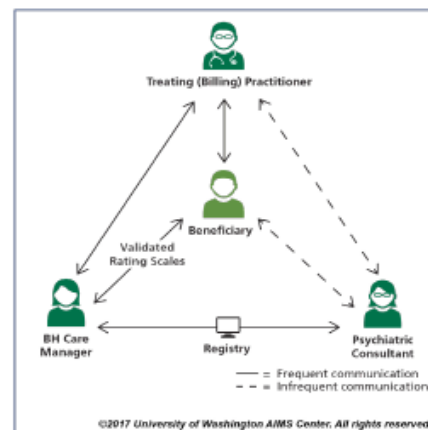 Treating (Billing) Practitioner
Beneficiary
Validated
Rating Scales
BH Care
Manager
Registry
Psychiatric
Consultant
= Frequent communication
= Infrequent communication
©2017 University of Washington AIMS Center. All rights reserved